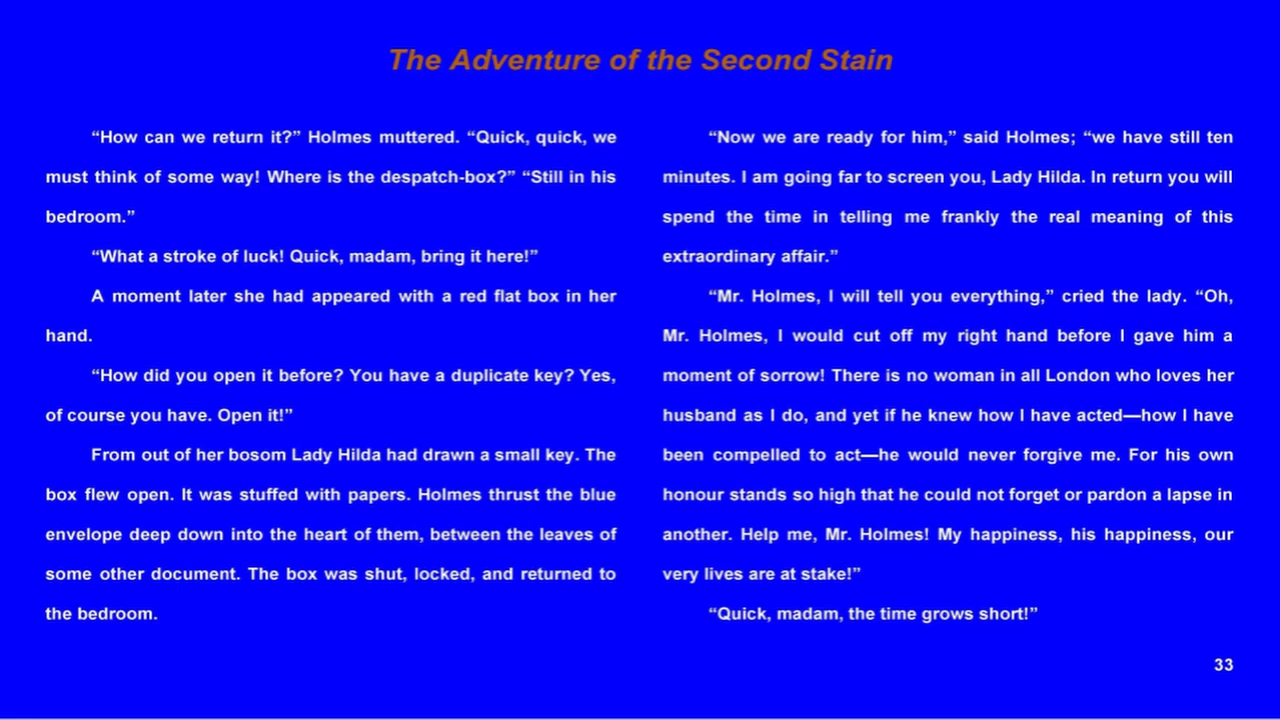 The Adventure of the Second Stain
“How can we return it?” Holmes muttered. “Quick, quick, we
must think of some way! Where is the despatch-box?” “Still in his
bedroom.”
“What a stroke of luck! Quick, madam, bring it here!”
A moment later she had appeared with a red flat box in her
hand.
“How did you open it before? You have a duplicate key? Yes,
of course you have. Open it!”
From out of her bosom Lady Hilda had drawn a small key. The
box flew open. It was stuffed with papers. Holmes thrust the blue
envelope deep down into the heart of them, between the leaves of
some other document. The box was shut, locked, and returned to
the bedroom.
“Now we are ready for him,” said Holmes; “we have still ten
minutes. I am going far to screen you, Lady Hilda. In return you will
spend the time in telling me frankly the real meaning of this
extraordinary affair.”
“Mr. Holmes, I will tell you everything,” cried the lady. “Oh,
Mr. Holmes, I would cut off my right hand before I gave him a
moment of sorrow! There is no woman in all London who loves her
husband as I do, and yet if he knew how I have acted—how I have
been compelled to act—he would never forgive me. For his own
honour stands so high that he could not forget or pardon a lapse in
another. Help me, Mr. Holmes! My happiness, his happiness, our
very lives are at stake!”
“Quick, madam, the time grows short!”
33